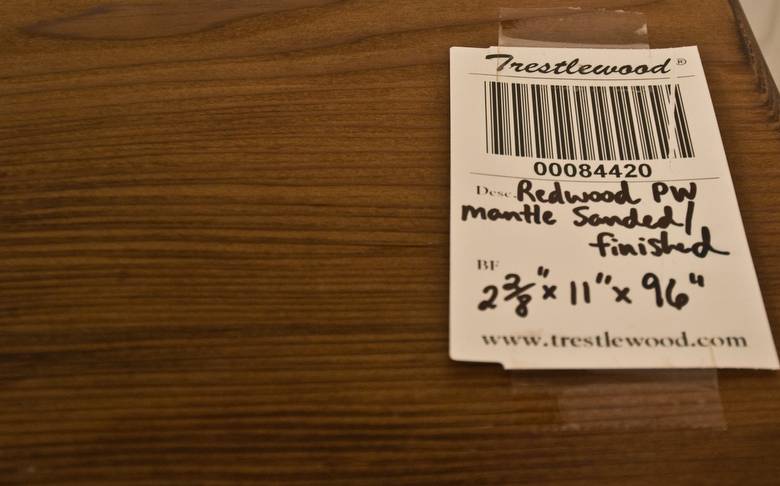 Trestlewood®
00084420
Desc. Redwood PW
mantle Sanded/
finished
BF
2 3/8" x 11" x 96"
www.trestlewood.com